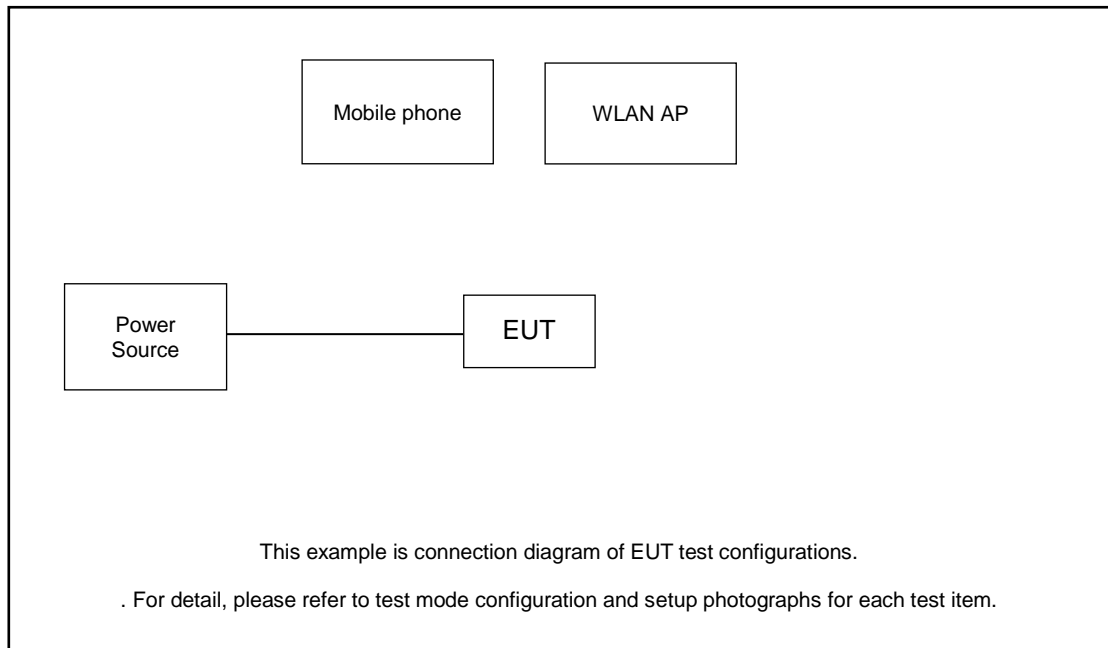 Mobile phone
WLAN AP
Power
Source
EUT
This example is connection diagram of EUT test configurations.
. For detail, please refer to test mode configuration and setup photographs for each test item.